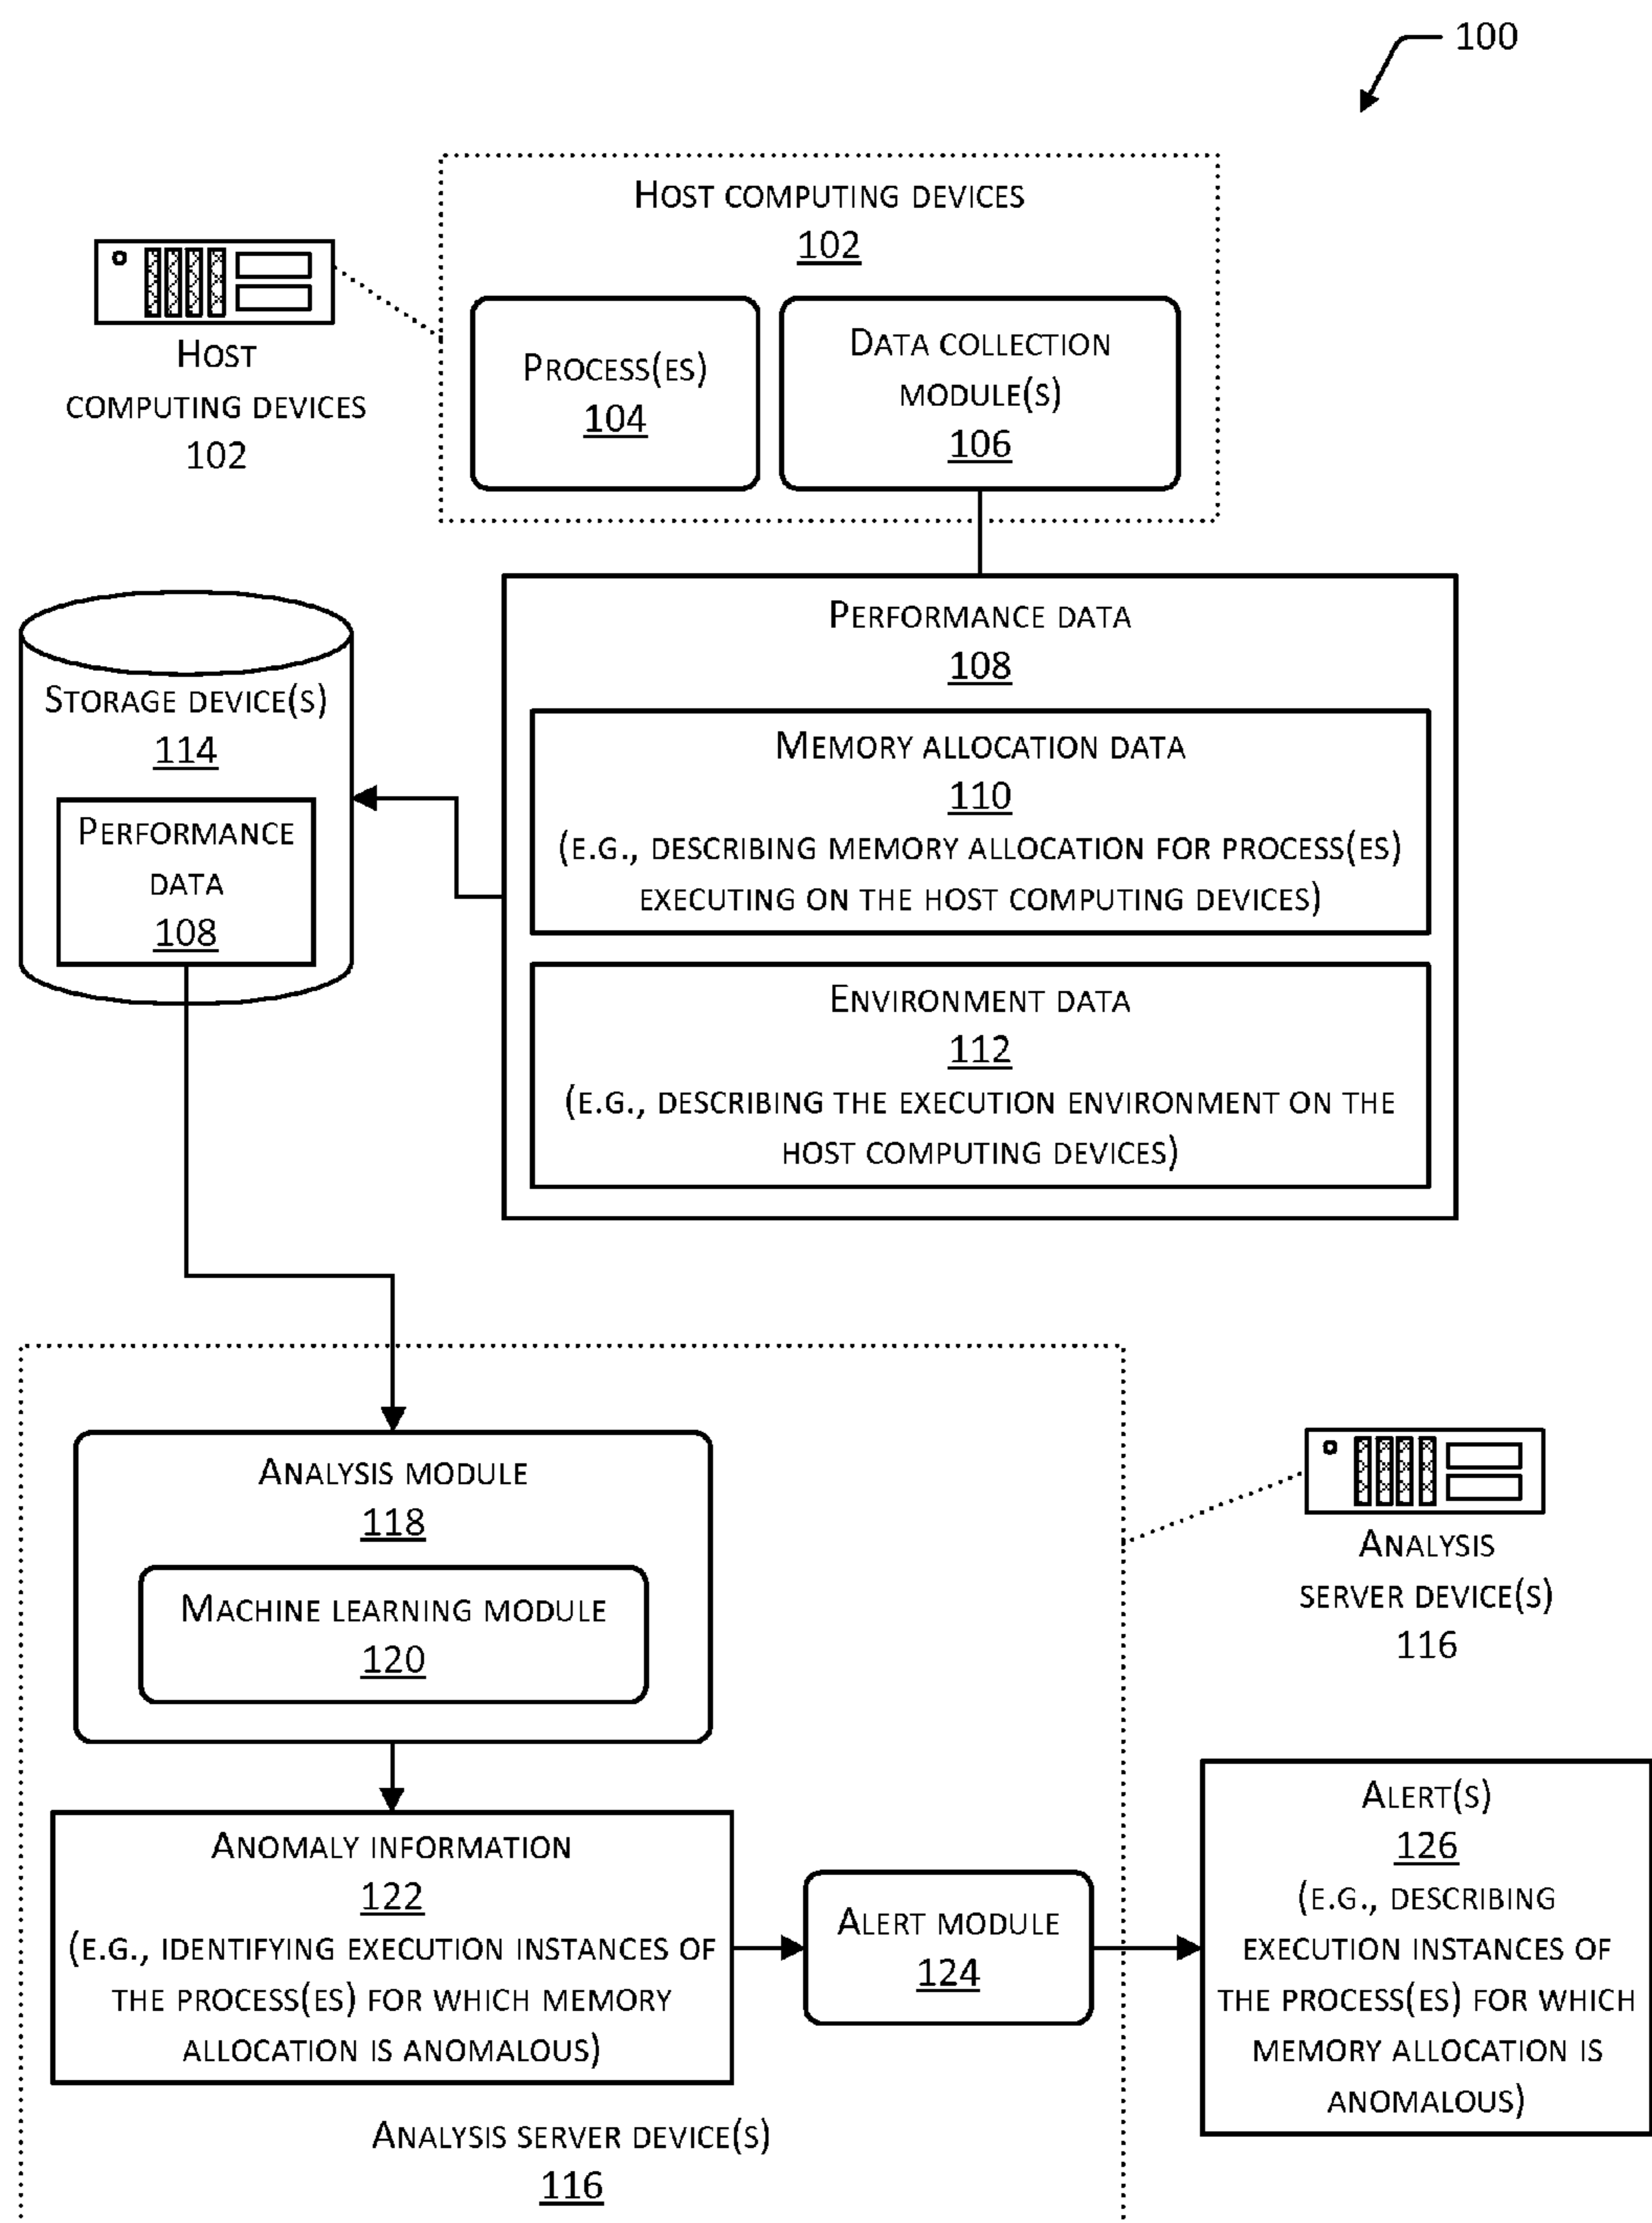 100
Host computing devices
102
Host
computing devices
102
Process(es)
104
Data collection
module(s)
106
Performance data
108
Memory allocation data
110
(e.g., describing memory allocation for process(es)
executing on the host computing devices)
Environment data
112
(e.g., describing the execution environment on the
host computing devices)
Storage device(s)
114
Performance
data
108
Analysis module
118
Machine learning module
120
Analysis
server device(s)
116
Anomaly information
122
(e.g., identifying execution instances of
the process(es) for which memory
allocation is anomalous)
Alert module
124
Alert(s)
126
(e.g., describing
execution instances of
the process(es) for which
memory allocation is
anomalous)
Analysis server device(s)
116